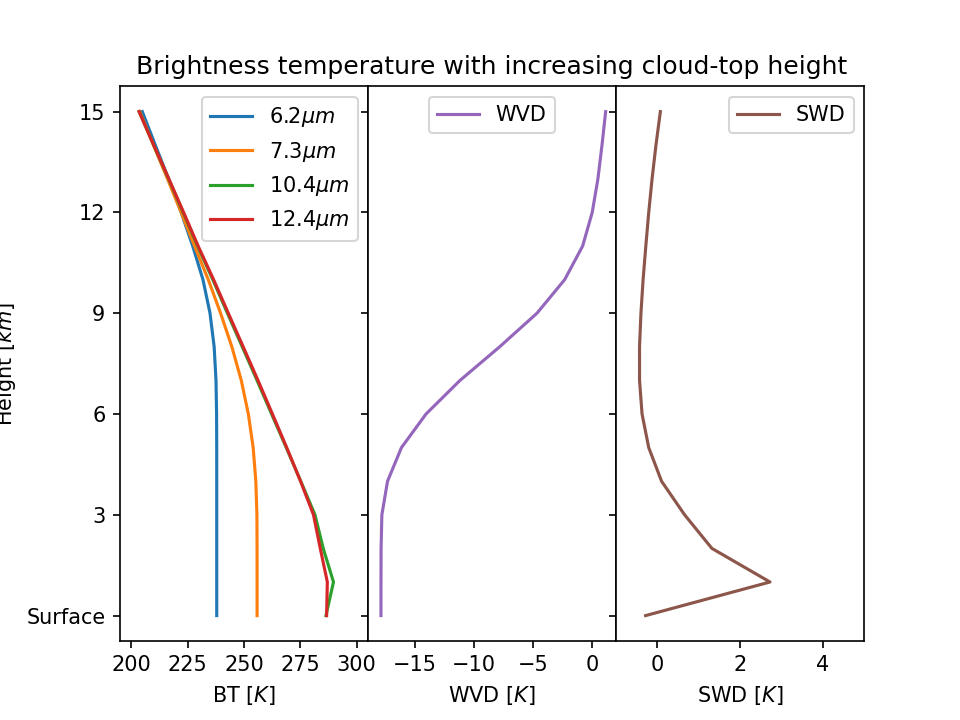 Brightness temperature with increasing cloud-top height
6.2μm
7.3μm
10.4μm
12.4μm
WVD
SWD
Height [km]
15
12
9
6
3
Surface
200 225 250 275 300
−15 −10 −5 0
0 2 4
BT [K]
WVD [K]
SWD [K]